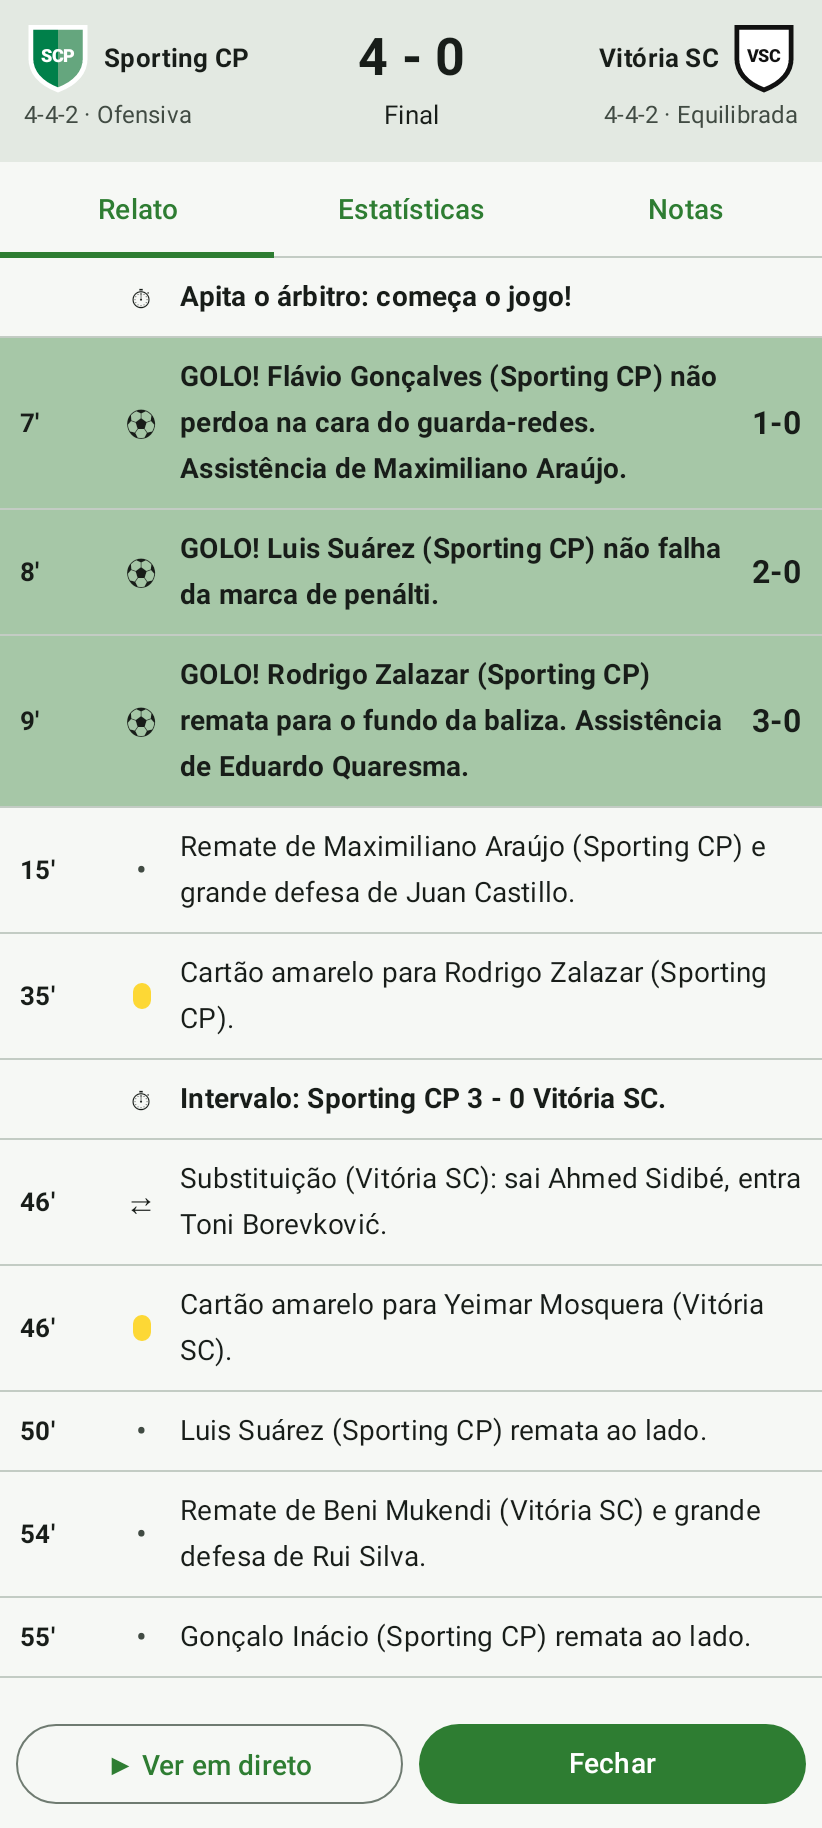 SCP Sporting CP 4 - 0 Vitória SC VSC
4-4-2 · Ofensiva Final 4-4-2 · Equilibrada
Relato Estatísticas Notas
Apita o árbitro: começa o jogo!
GOLO! Flávio Gonçalves (Sporting CP) não
7' perdoa na cara do guarda-redes. 1-0
Assistência de Maximiliano Araújo.
8' GOLO! Luis Suárez (Sporting CP) não falha 2-0
da marca de penálti.
GOLO! Rodrigo Zalazar (Sporting CP)
9' remata para o fundo da baliza. Assistência 3-0
de Eduardo Quaresma.
15' Remate de Maximiliano Araújo (Sporting CP) e
grande defesa de Juan Castillo.
35' Cartão amarelo para Rodrigo Zalazar (Sporting
CP).
Intervalo: Sporting CP 3 - 0 Vitória SC.
46' Substituição (Vitória SC): sai Ahmed Sidibé, entra
Toni Borevković.
46' Cartão amarelo para Yeimar Mosquera (Vitória
SC).
50' • Luis Suárez (Sporting CP) remata ao lado.
54' Remate de Beni Mukendi (Vitória SC) e grande
defesa de Rui Silva.
55' • Gonçalo Inácio (Sporting CP) remata ao lado.
► Ver em direto Fechar